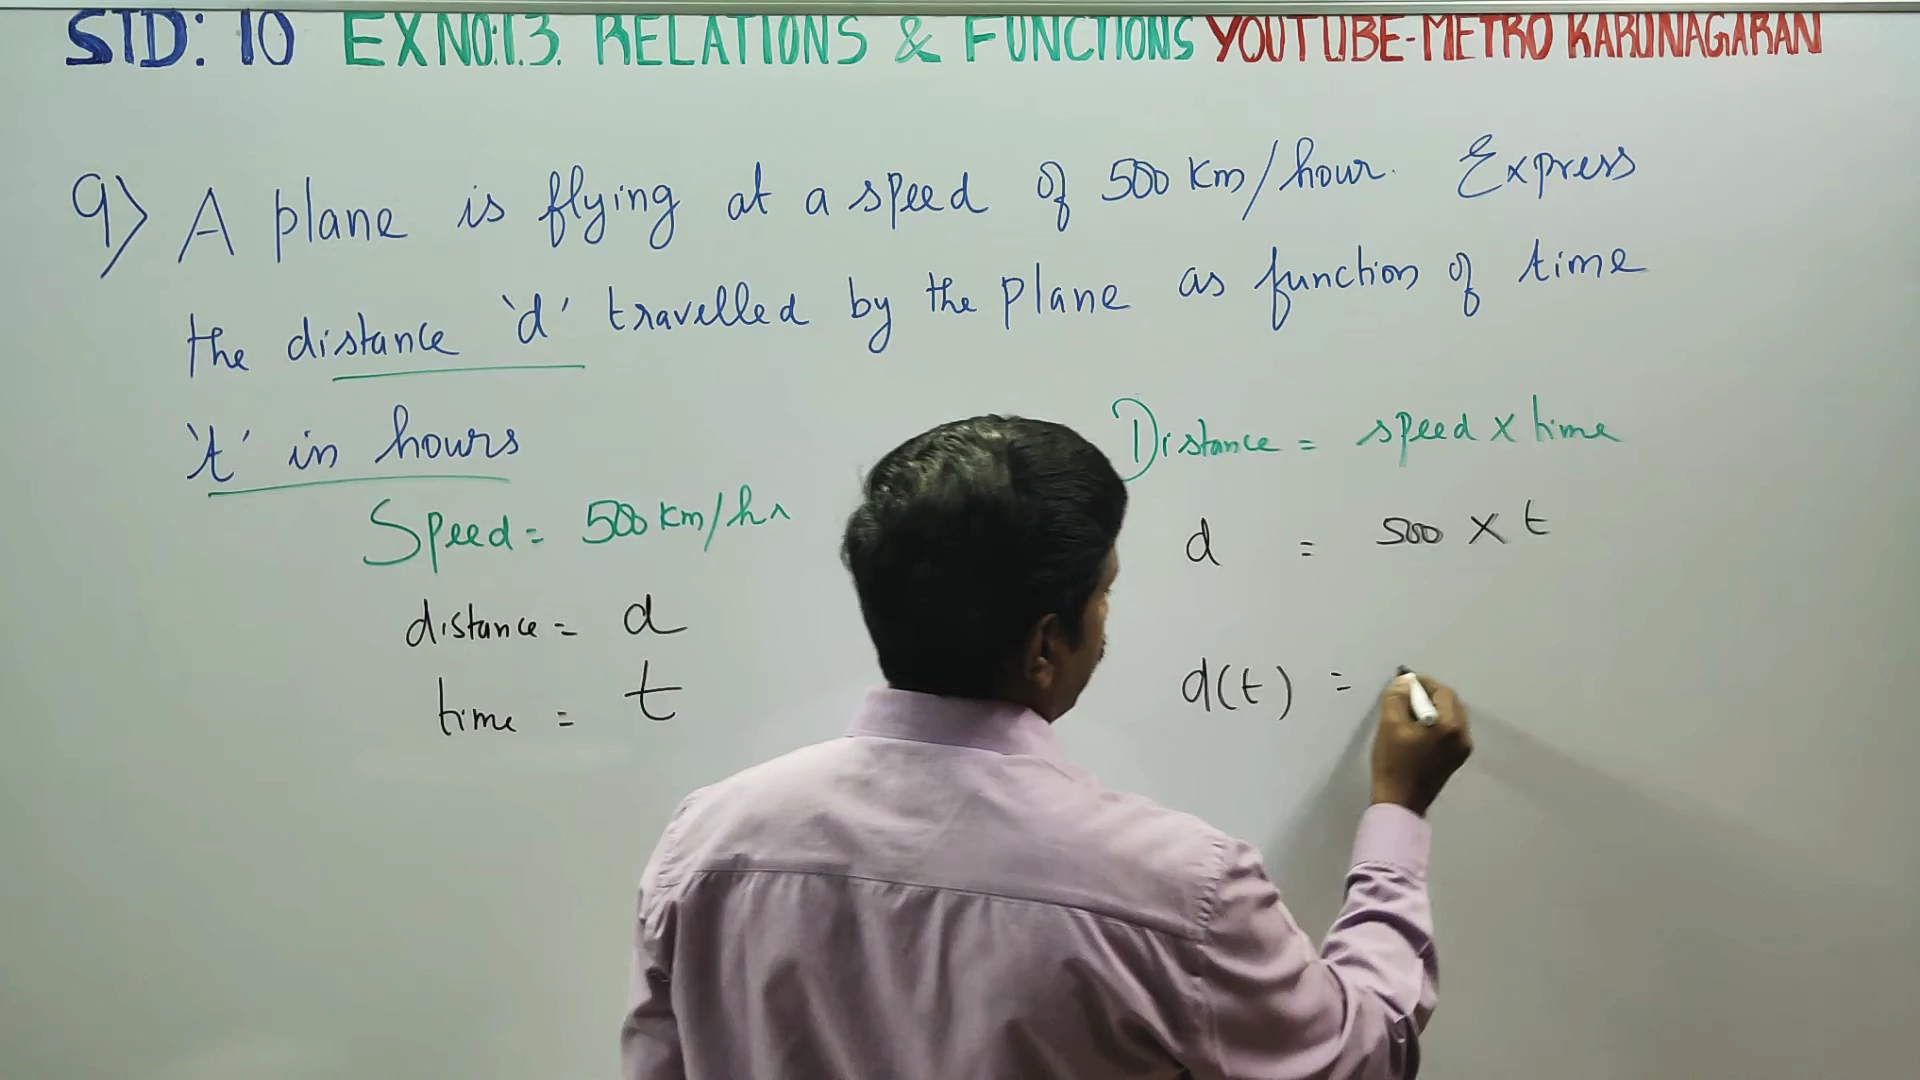 STD: 10 EX NO:1.3. RELATIONS & FUNCTIONS YOUTUBE-METRO KARUNAGARAN
9) A plane is flying at a speed of 500 km/hour. Express
the distance 'd' travelled by the plane as function of time
't' in hours
Speed = 500 km/hr
distance = d
time = t
Distance = speed x time
d = 500 x t
d(t) =